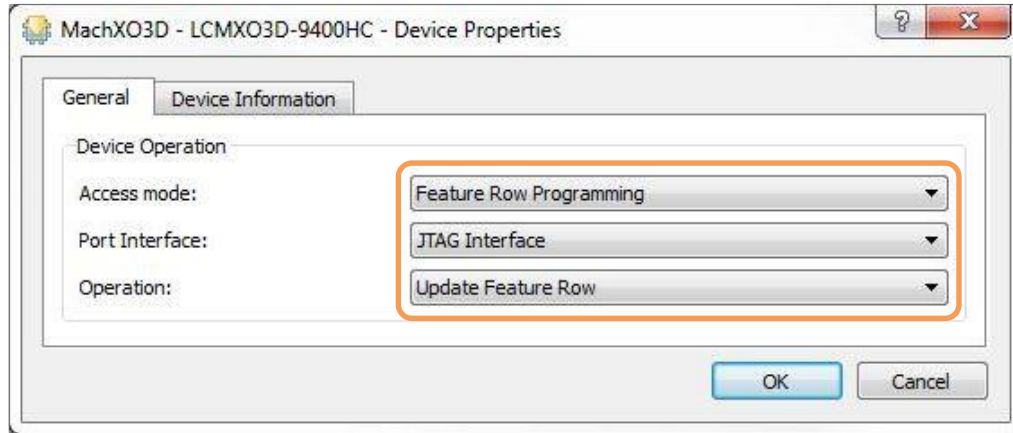 MachXO3D - LCMXO3D-9400HC - Device Properties
General Device Information
Device Operation
Access mode: Feature Row Programming
Port Interface: JTAG Interface
Operation: Update Feature Row
OK Cancel